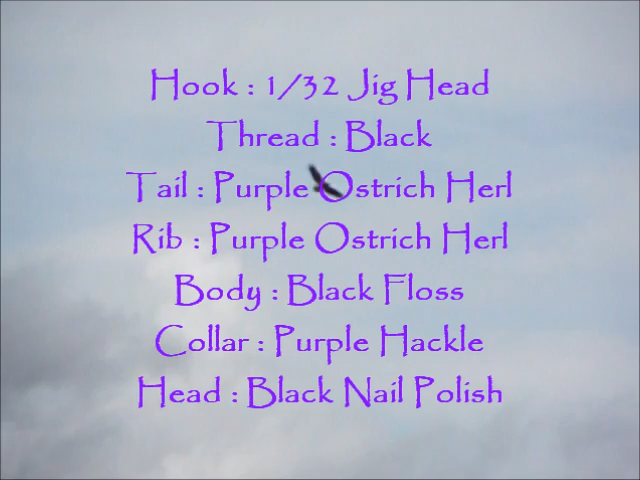 Hook : 1/32 Jig Head
Thread : Black
Tail : Purple Ostrich Herl
Rib : Purple Ostrich Herl
Body : Black Floss
Collar : Purple Hackle
Head : Black Nail Polish